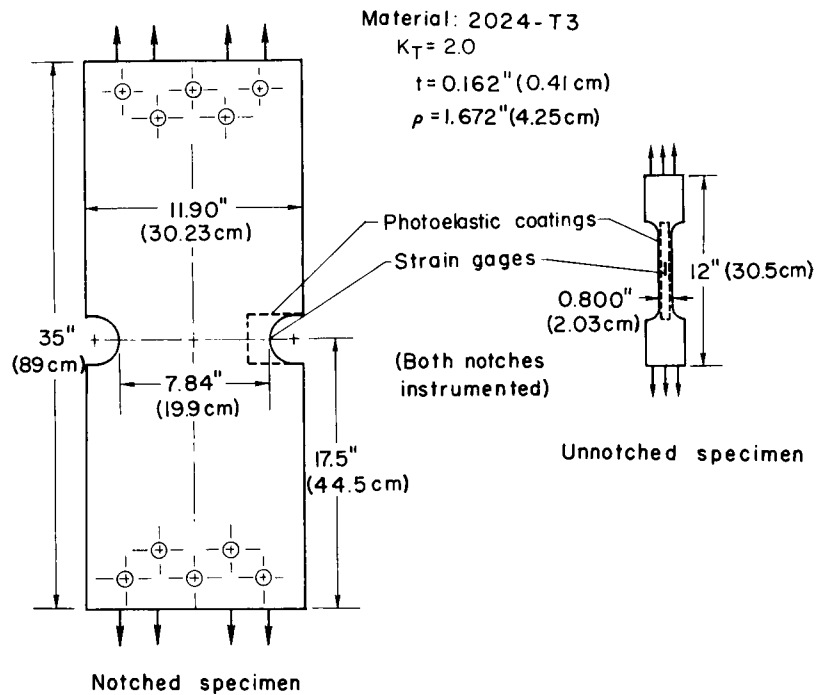 Material: 2024-T3
K_T = 2.0
t = 0.162" (0.41 cm)
ρ = 1.672" (4.25 cm)
11.90"
(30.23 cm)
Photoelastic coatings
Strain gages
12" (30.5 cm)
0.800"
(2.03 cm)
35"
(89 cm)
(Both notches
instrumented)
7.84"
(19.9 cm)
17.5"
(44.5 cm)
Unnotched specimen
Notched specimen